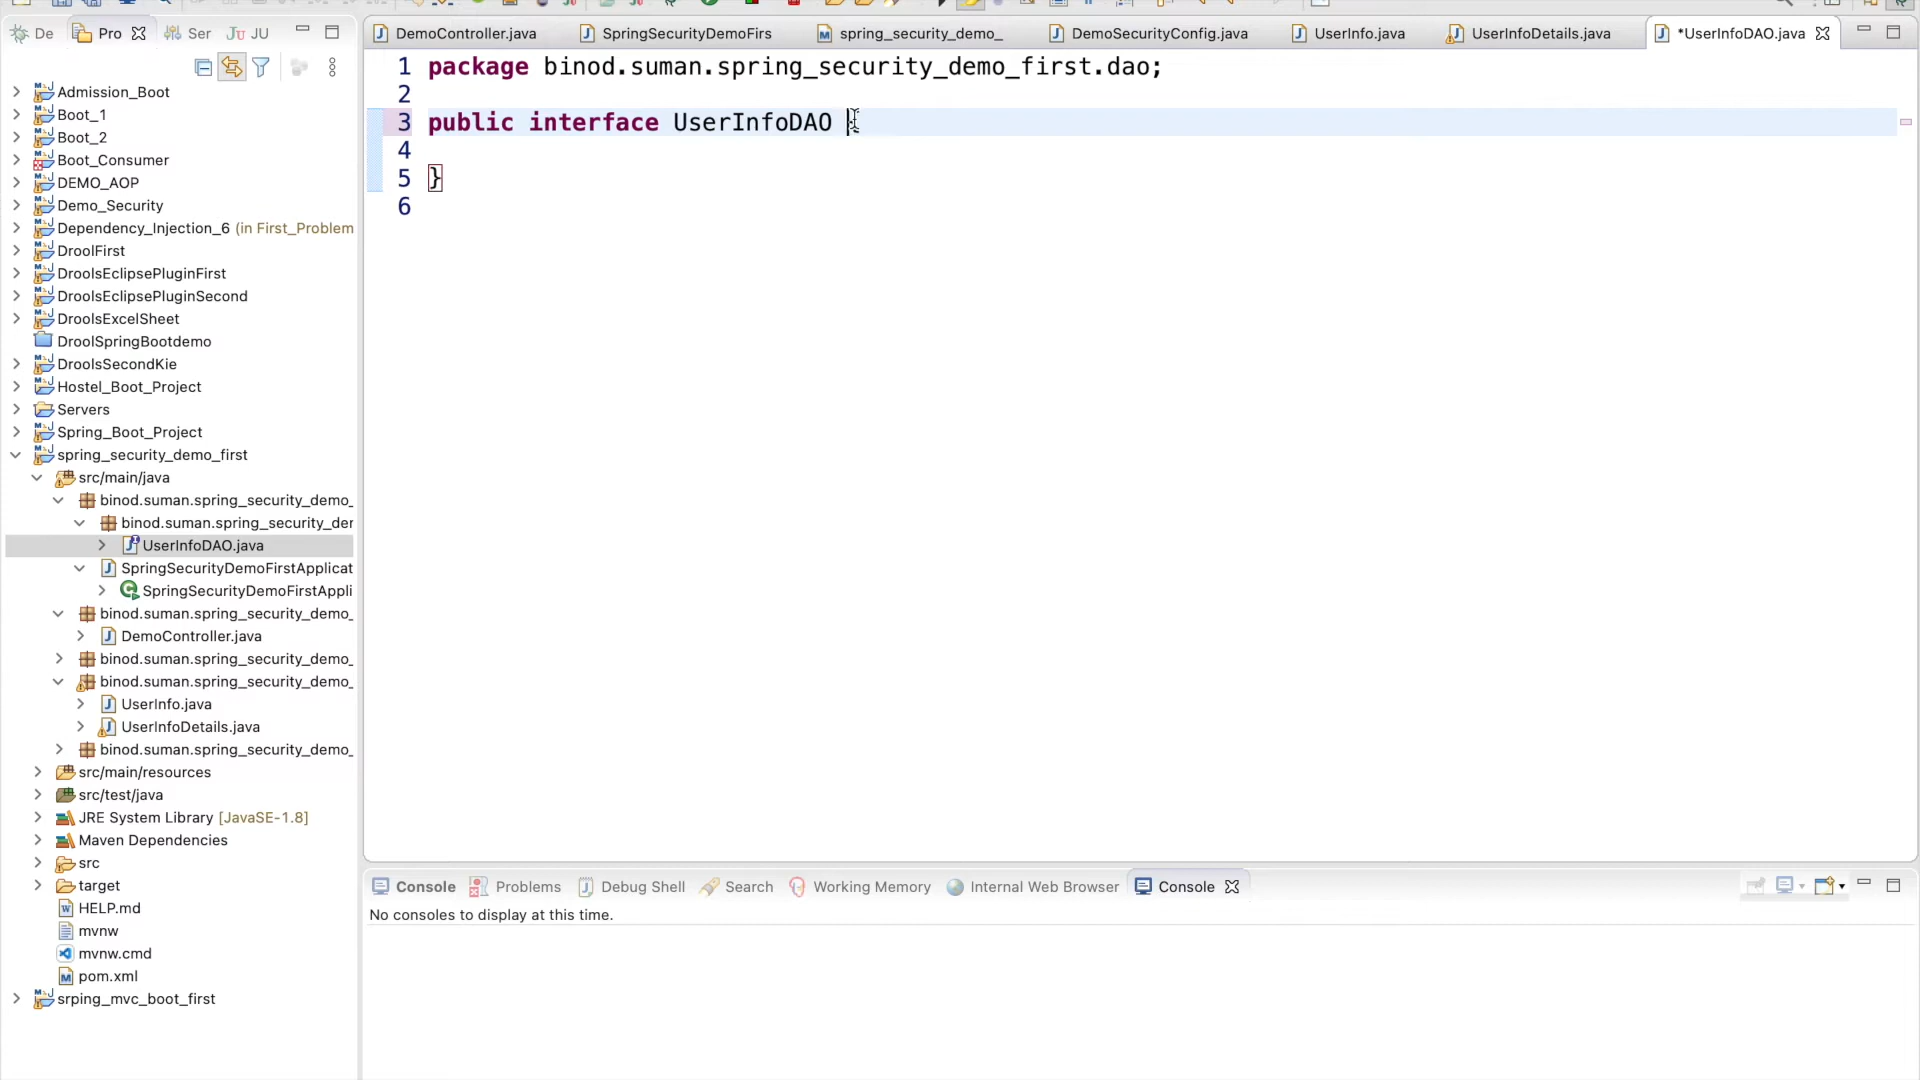 De
Pro
Ser
JU
DemoController.java
SpringSecurityDemoFirs
spring_security_demo_
DemoSecurityConfig.java
UserInfo.java
UserInfoDetails.java
*UserInfoDAO.java
1 package binod.suman.spring_security_demo_first.dao;
2
3 public interface UserInfoDAO
4
5 }
6
Admission_Boot
Boot_1
Boot_2
Boot_Consumer
DEMO_AOP
Demo_Security
Dependency_Injection_6 (in First_Problem
DroolFirst
DroolsEclipsePluginFirst
DroolsEclipsePluginSecond
DroolsExcelSheet
DroolSpringBootdemo
DroolsSecondKie
Hostel_Boot_Project
Servers
Spring_Boot_Project
spring_security_demo_first
src/main/java
binod.suman.spring_security_demo_
binod.suman.spring_security_der
UserInfoDAO.java
SpringSecurityDemoFirstApplicat
SpringSecurityDemoFirstAppli
binod.suman.spring_security_demo_
DemoController.java
binod.suman.spring_security_demo_
binod.suman.spring_security_demo_
UserInfo.java
UserInfoDetails.java
binod.suman.spring_security_demo_
src/main/resources
src/test/java
JRE System Library [JavaSE-1.8]
Maven Dependencies
src
target
HELP.md
mvnw
mvnw.cmd
pom.xml
srping_mvc_boot_first
Console
Problems
Debug Shell
Search
Working Memory
Internal Web Browser
Console
No consoles to display at this time.